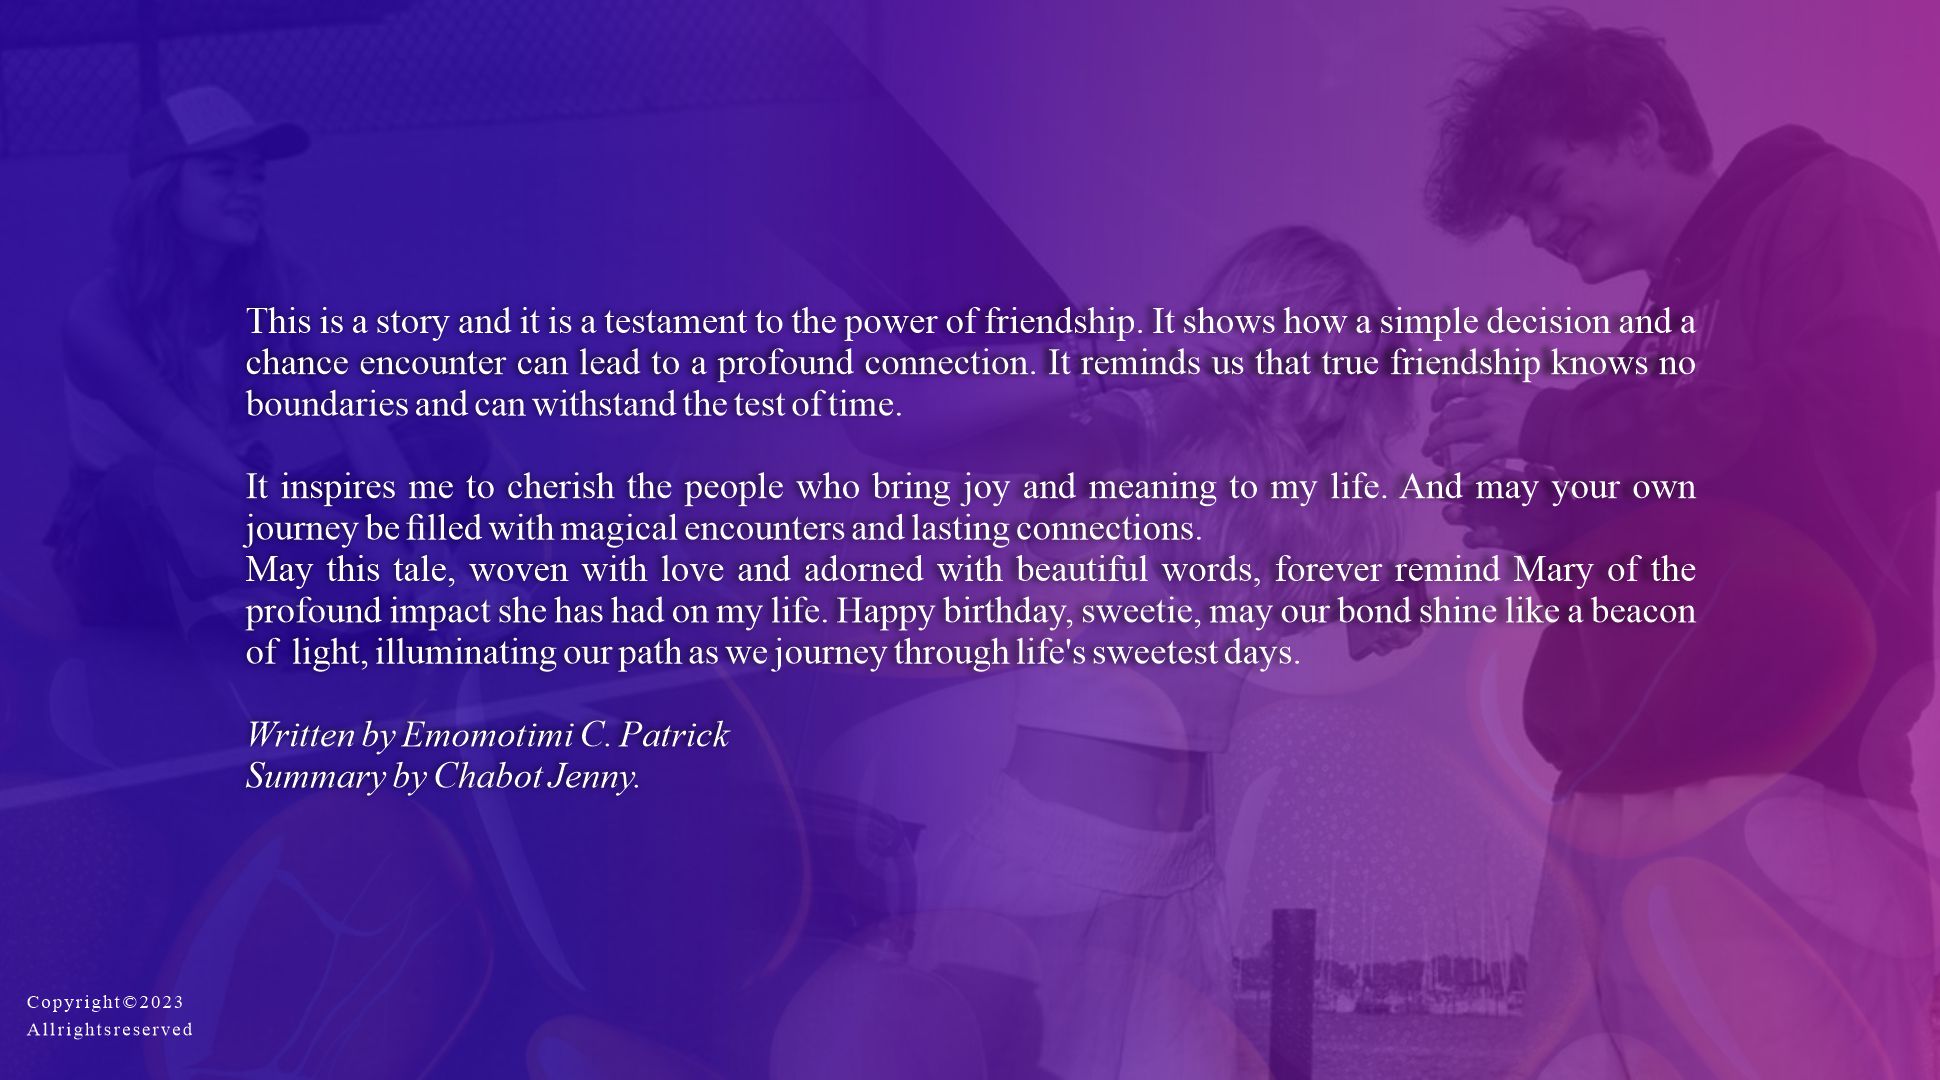 This is a story and it is a testament to the power of friendship. It shows how a simple decision and a
chance encounter can lead to a profound connection. It reminds us that true friendship knows no
boundaries and can withstand the test of time.
It inspires me to cherish the people who bring joy and meaning to my life. And may your own
journey be filled with magical encounters and lasting connections.
May this tale, woven with love and adorned with beautiful words, forever remind Mary of the
profound impact she has had on my life. Happy birthday, sweetie, may our bond shine like a beacon
of light, illuminating our path as we journey through life's sweetest days.
Written by Emomotimi C. Patrick
Summary by Chabot Jenny.
Copyright©2023
Allrightsreserved